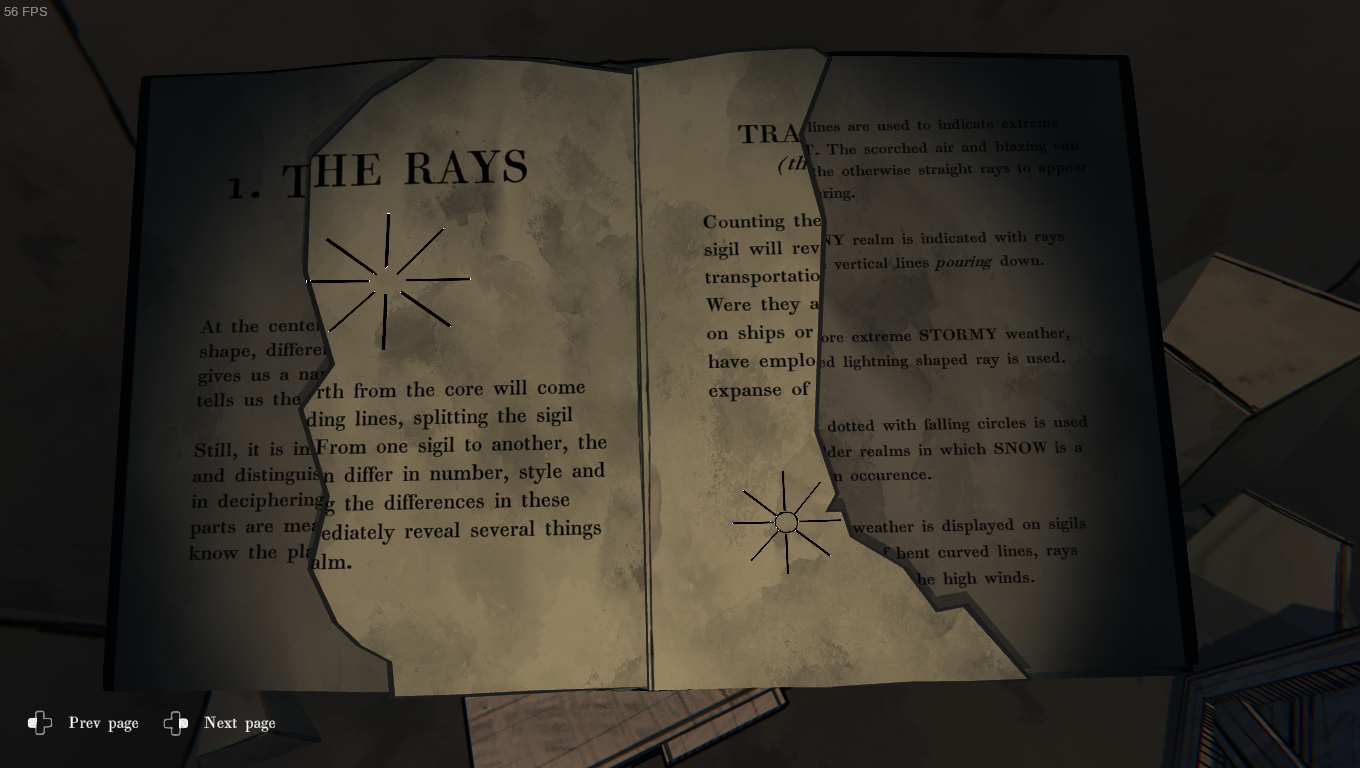 56 FPS
1. THE RAYS
At the cente
shape, differe
gives us a na
tells us the
Still, it is in
and distinguis
in deciphering
parts are mea
know the pla
rth from the core will come
ding lines, splitting the sigil
From one sigil to another, the
n differ in number, style and
g the differences in these
ediately reveal several things
alm.
TRA
(th
Counting the
sigil will rev
transportatio
Were they a
on ships or
have emplo
expanse of
lines are used to indicate extreme
T. The scorched air and blazing sun
the otherwise straight rays to appear
ring.
NY realm is indicated with rays
vertical lines pouring down.
ore extreme STORMY weather,
ed lightning shaped ray is used.
dotted with falling circles is used
der realms in which SNOW is a
n occurence.
weather is displayed on sigils
f bent curved lines, rays
he high winds.
Prev page
Next page